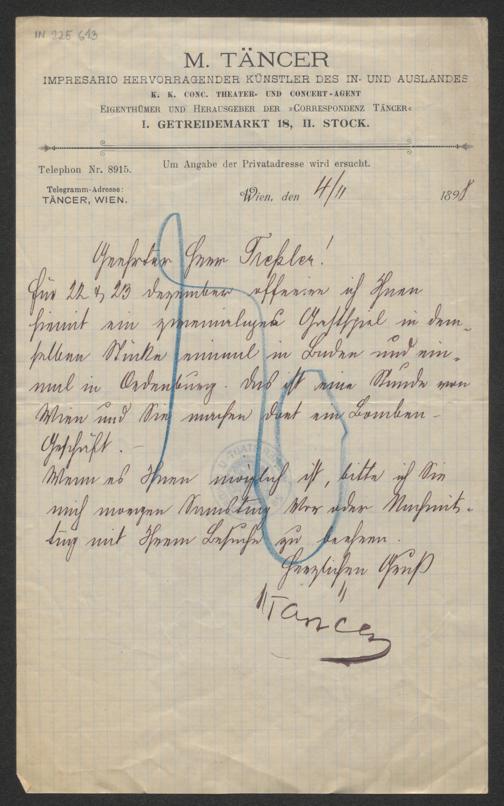 IN 225 643
M. TÄNCER
IMPRESARIO HERVORRAGENDER KÜNSTLER DES IN- UND AUSLANDES
K. K. CONC. THEATER- UND CONCERT-AGENT
EIGENTHÜMER UND HERAUSGEBER DER »CORRESPONDENZ TÄNCER«
I. GETREIDEMARKT 18, II. STOCK.
Telephon Nr. 8915.
Um Angabe der Privatadresse wird ersucht.
Telegramm-Adresse:
TÄNCER, WIEN.
Wien, den 4/11 1898
Geehrter Herr Treßler!
Für 22 & 23 Dezember offerire ich Ihnen
hiemit ein zweimaliges Gastspiel in dem-
selben Stücke einmal in Baden und ein-
mal in Oedenburg. Das ist eine Stunde von
Wien und Sie machen dort ein Bomben-
Geschäft. –
Wenn es Ihnen möglich ist, bitte ich Sie
mich morgen Samstag Vor oder Nachmit-
tag mit Ihrem Besuche zu beehren.
Herzlichen Gruß
MTäncer